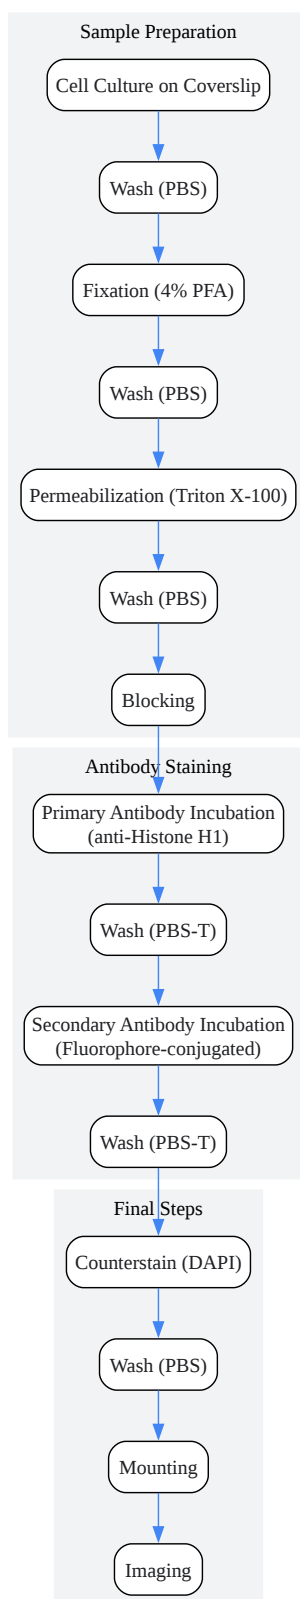 Sample Preparation
Cell Culture on Coverslip
Wash (PBS)
Fixation (4% PFA)
Wash (PBS)
Permeabilization (Triton X-100)
Wash (PBS)
Blocking
Antibody Staining
Primary Antibody Incubation
(anti-Histone H1)
Wash (PBS-T)
Secondary Antibody Incubation
(Fluorophore-conjugated)
Wash (PBS-T)
Final Steps
Counterstain (DAPI)
Wash (PBS)
Mounting
Imaging